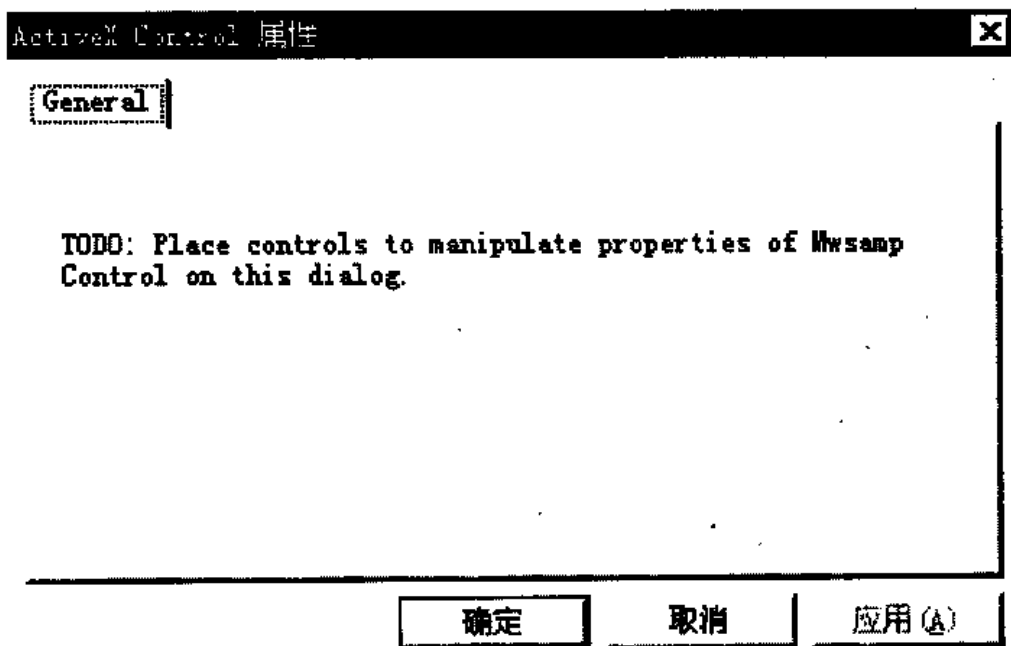 ActiveX Control 属性
General
TODO: Place controls to manipulate properties of Mwsamp
Control on this dialog.
确定 取消 应用(A)